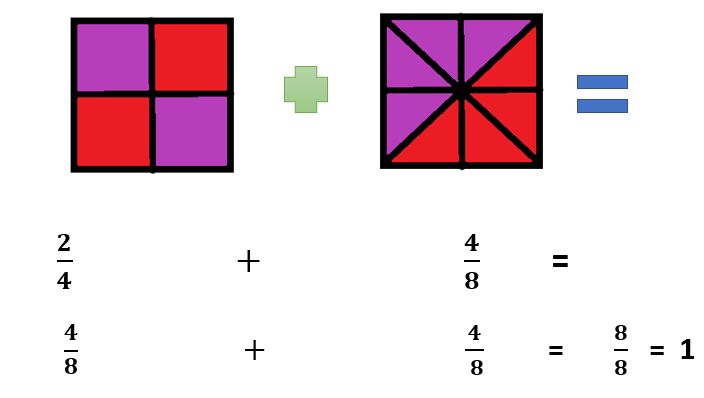 2/4 + 4/8 =
4/8 + 4/8 = 8/8 = 1